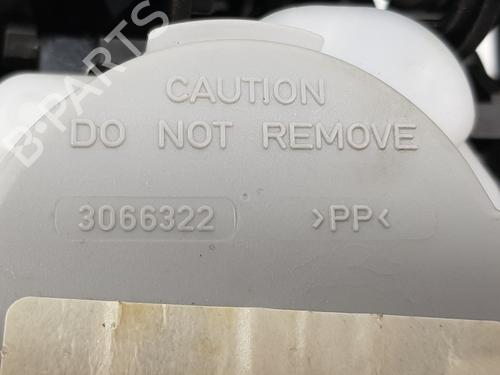 B-PARTS
CAUTION
DO NOT REMOVE
3066322 >PP<